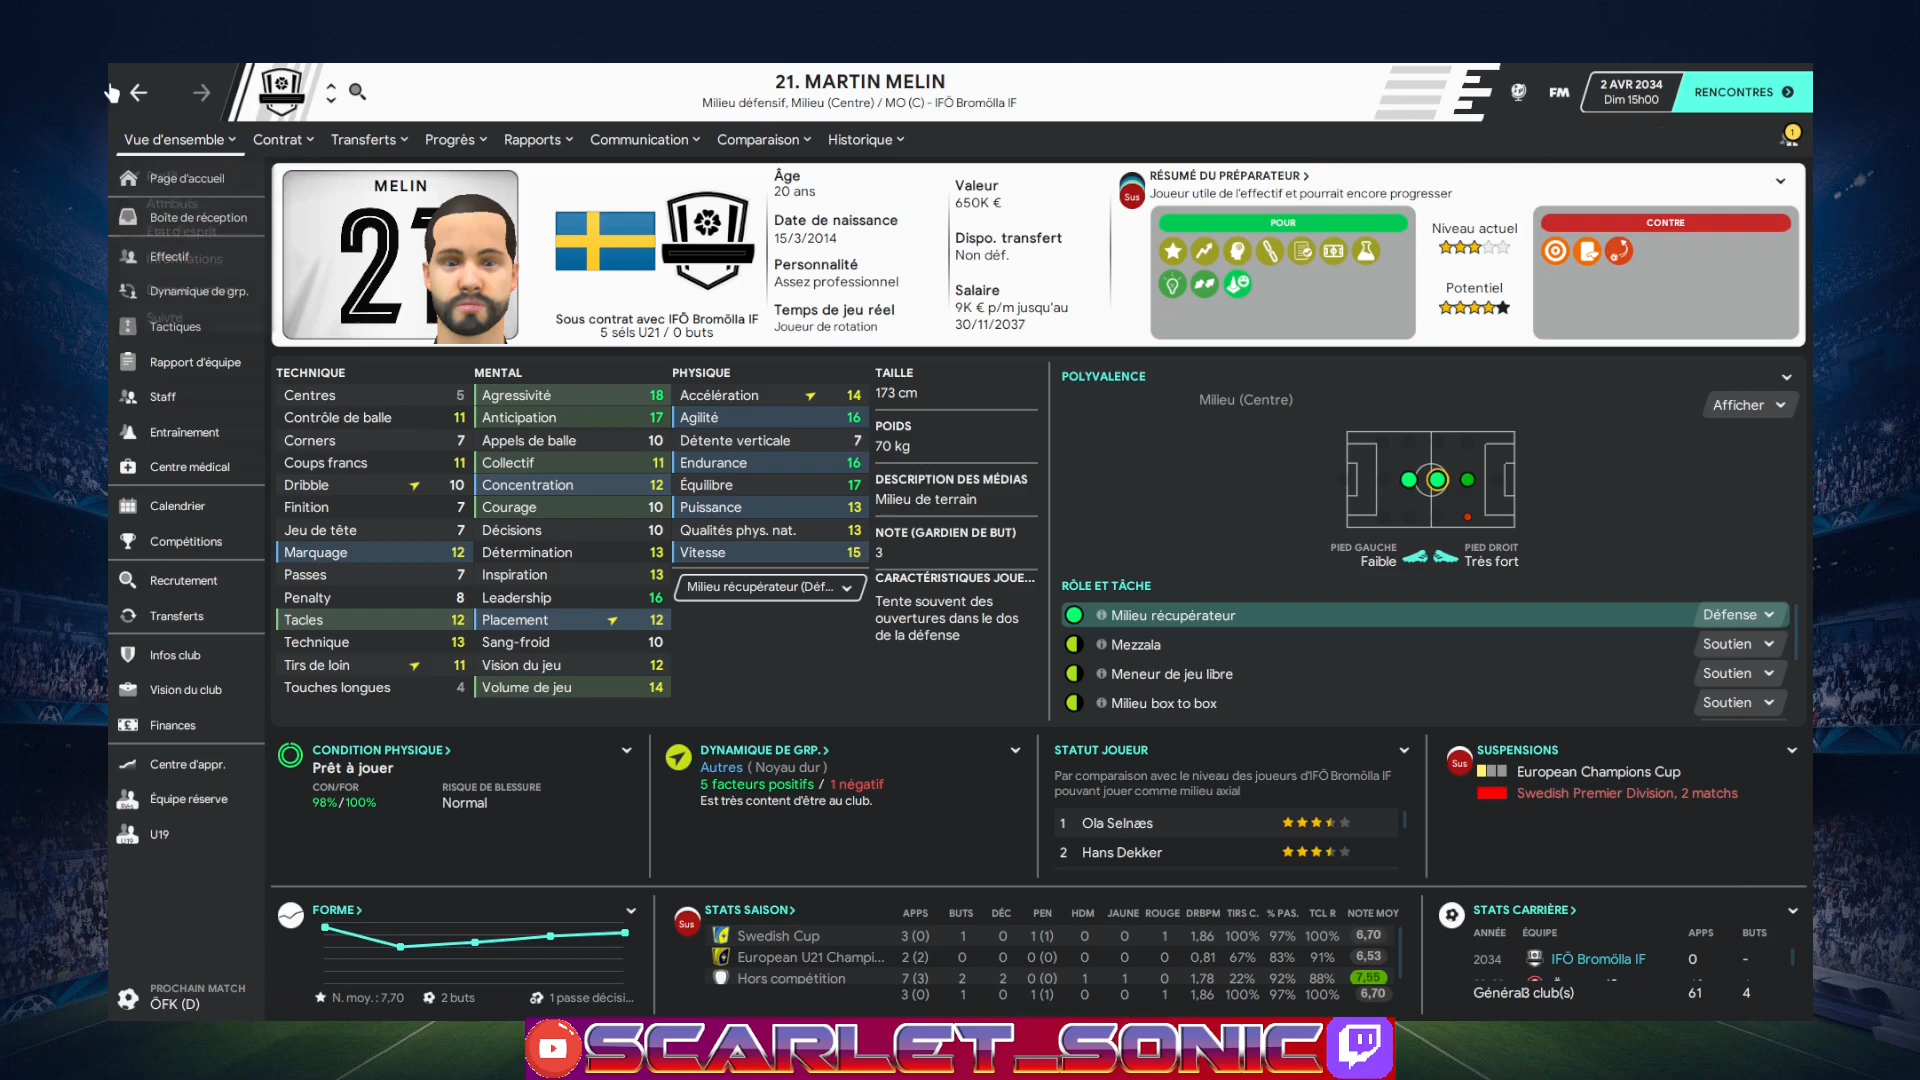 21. MARTIN MELIN
Milieu défensif, Milieu (Centre) / MO (C) - IFÖ Bromölla IF
FM
2 AVR 2034
Dim 15h00
RENCONTRES
Vue d'ensemble
Contrat
Transferts
Progrès
Rapports
Communication
Comparaison
Historique
1
Page d'accueil
Attributs
Boîte de réception
État d'esprit
Effectif
Dynamique de grp.
Tactiques
Rapport d'équipe
Staff
Entraînement
Centre médical
Calendrier
Compétitions
Recrutement
Transferts
Infos club
Vision du club
Finances
Centre d'appr.
Équipe réserve
U19
PROCHAIN MATCH
ÖFK (D)
MELIN
21
Sous contrat avec IFÖ Bromölla IF
5 séls U21 / 0 buts
Âge
20 ans
Date de naissance
15/3/2014
Personnalité
Assez professionnel
Temps de jeu réel
Joueur de rotation
Valeur
650K €
Dispo. transfert
Non déf.
Salaire
9K € p/m jusqu'au
30/11/2037
Sus
RÉSUMÉ DU PRÉPARATEUR
Joueur utile de l'effectif et pourrait encore progresser
POUR
Niveau actuel
Potentiel
CONTRE
TECHNIQUE
Centres 5
Contrôle de balle 11
Corners 7
Coups francs 11
Dribble 10
Finition 7
Jeu de tête 7
Marquage 12
Passes 7
Penalty 8
Tacles 12
Technique 13
Tirs de loin 11
Touches longues 4
MENTAL
Agressivité 18
Anticipation 17
Appels de balle 10
Collectif 11
Concentration 12
Courage 10
Décisions 10
Détermination 13
Inspiration 13
Leadership 16
Placement 12
Sang-froid 10
Vision du jeu 12
Volume de jeu 14
PHYSIQUE
Accélération 14
Agilité 16
Détente verticale 7
Endurance 16
Équilibre 17
Puissance 13
Qualités phys. nat. 13
Vitesse 15
Milieu récupérateur (Déf...
TAILLE
173 cm
POIDS
70 kg
DESCRIPTION DES MÉDIAS
Milieu de terrain
NOTE (GARDIEN DE BUT)
3
CARACTÉRISTIQUES JOUE...
Tente souvent des
ouvertures dans le dos
de la défense
POLYVALENCE
Milieu (Centre)
Afficher
PIED GAUCHE
Faible
PIED DROIT
Très fort
RÔLE ET TÂCHE
Milieu récupérateur Défense
Mezzala Soutien
Meneur de jeu libre Soutien
Milieu box to box Soutien
CONDITION PHYSIQUE
Prêt à jouer
CON/FOR
98%/100%
RISQUE DE BLESSURE
Normal
DYNAMIQUE DE GRP.
Autres ( Noyau dur )
5 facteurs positifs / 1 négatif
Est très content d'être au club.
STATUT JOUEUR
Par comparaison avec le niveau des joueurs d'IFÖ Bromölla IF
pouvant jouer comme milieu axial
1 Ola Selnæs
2 Hans Dekker
Sus
SUSPENSIONS
European Champions Cup
Swedish Premier Division, 2 matchs
FORME
N. moy. : 7,70
2 buts
1 passe décisi...
Sus
STATS SAISON
APPS BUTS DÉC PEN HDM JAUNE ROUGE DRBPM TIRS C. % PAS. TCL R NOTE MOY
Swedish Cup 3 (0) 1 0 1 (1) 0 0 1 1,86 100% 97% 100% 6,70
European U21 Champi... 2 (2) 0 0 0 (0) 0 0 0 0,81 67% 83% 91% 6,53
Hors compétition 7 (3) 2 2 0 (0) 1 1 0 1,78 22% 92% 88% 7,55
3 (0) 1 0 1 (1) 0 0 1 1,86 100% 97% 100% 6,70
STATS CARRIÈRE
ANNÉE ÉQUIPE APPS BUTS
2034 IFÖ Bromölla IF 0 -
Général 3 club(s) 61 4
SCARLET_SONIC